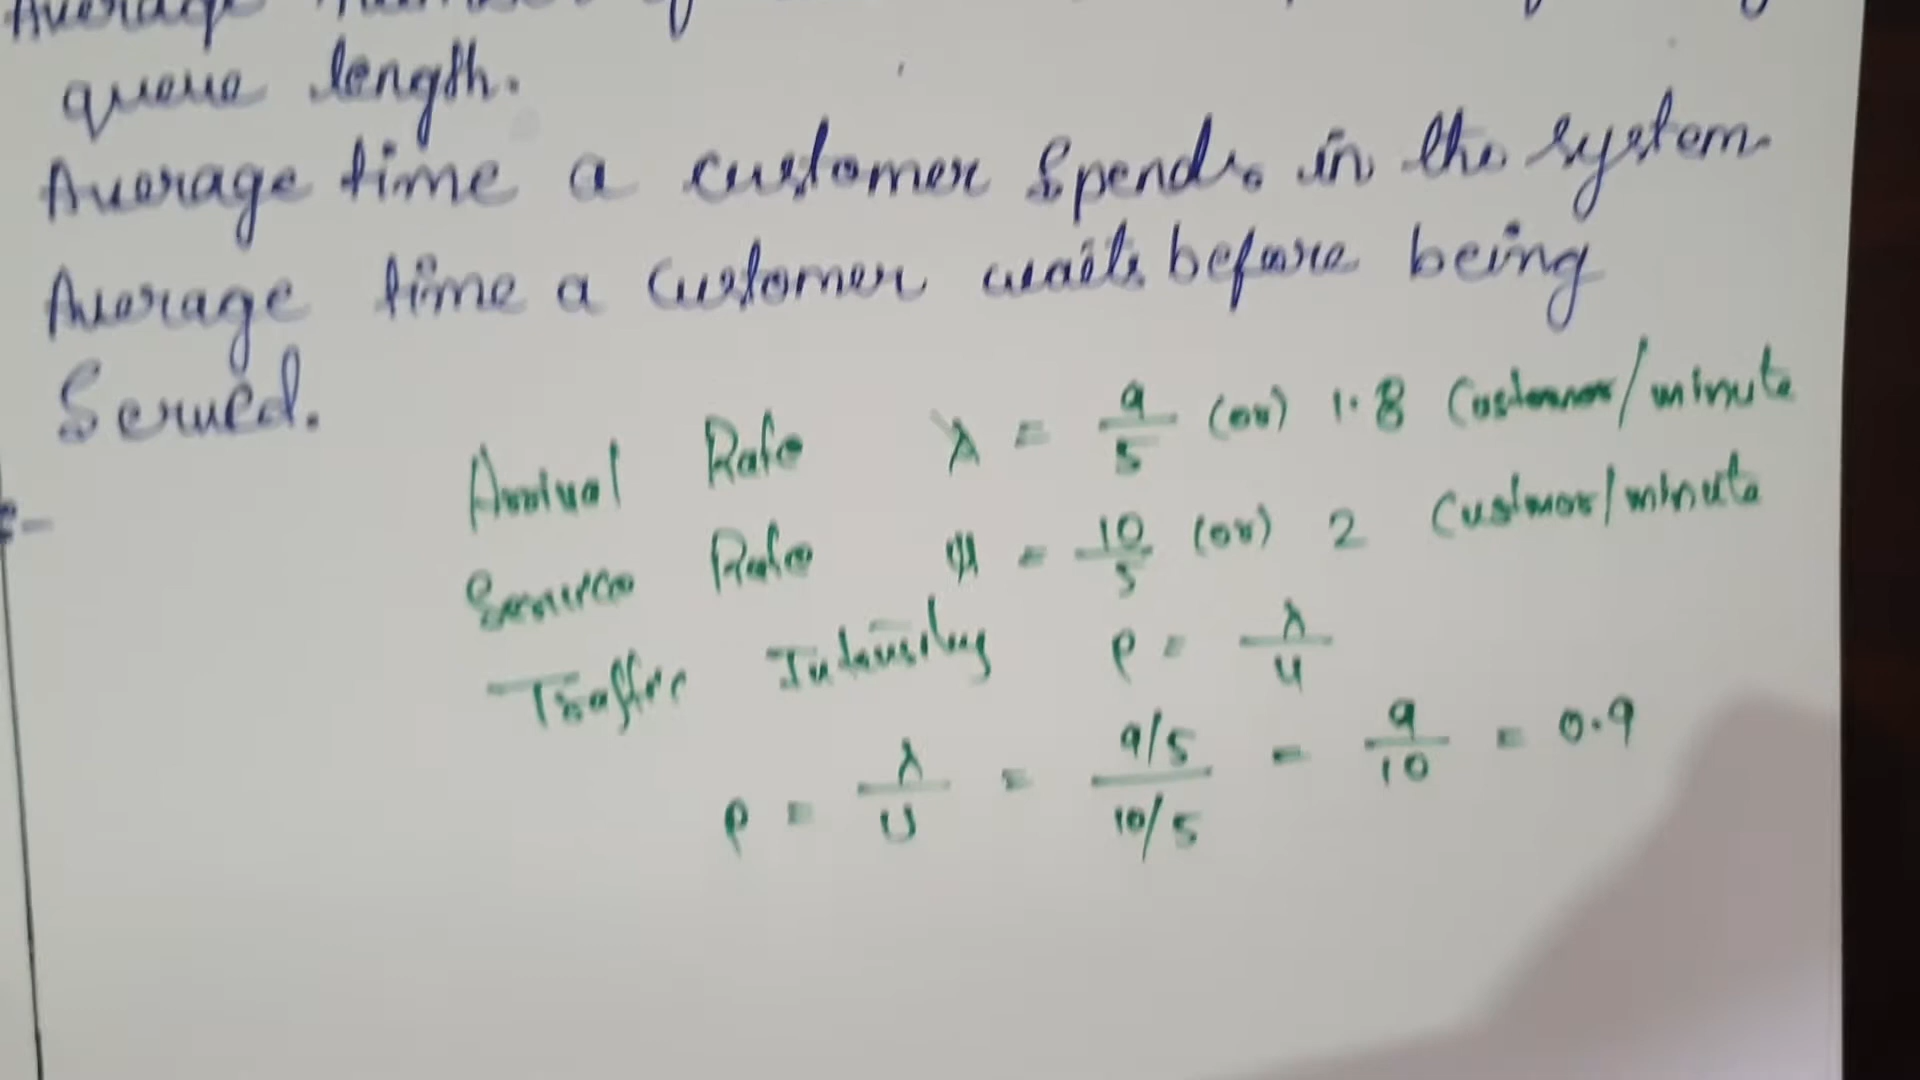 Average
queue length.
Average time a customer spends in the system
Average time a customer waits before being
Served.
Arrival Rate λ = 9/5 (or) 1.8 Customer/minute
Service Rate μ = 10/5 (or) 2 Customer/minute
Traffic Intensity ρ = λ/μ
ρ = λ/μ = 9/5 / 10/5 = 9/10 = 0.9